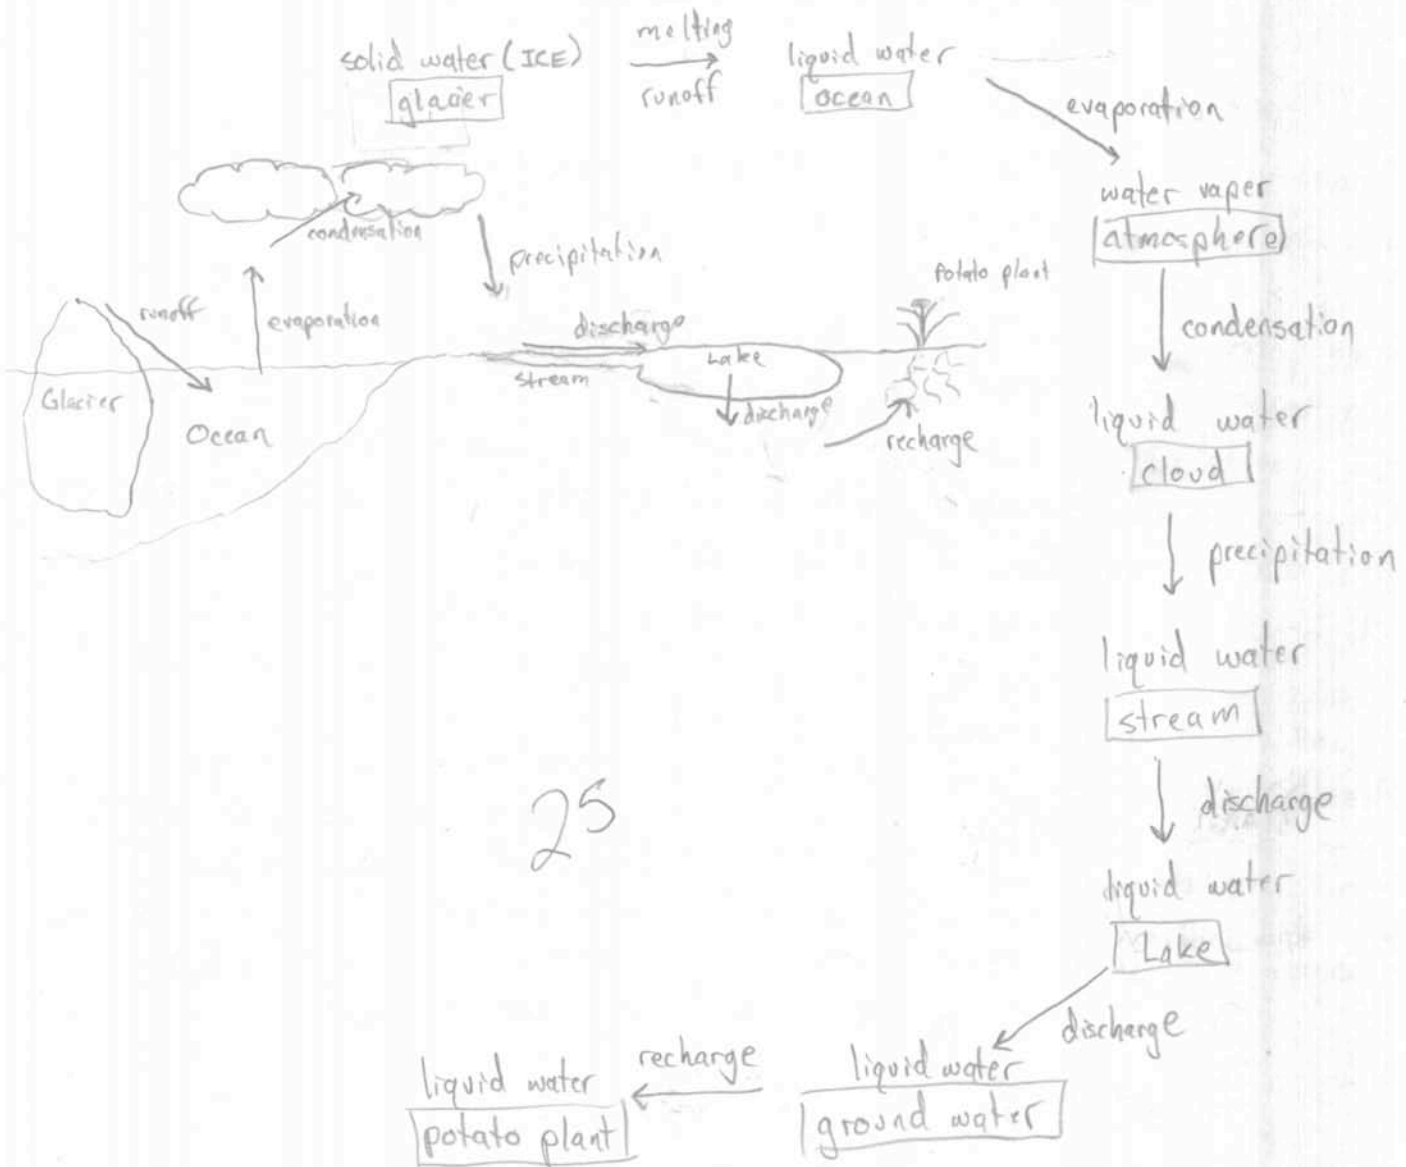 solid water (ICE)
glacier
melting
runoff
liquid water
ocean
evaporation
water vaper
atmosphere
condensation
liquid water
cloud
precipitation
liquid water
stream
discharge
liquid water
Lake
discharge
liquid water
ground water
recharge
liquid water
potato plant
condensation
precipitation
runoff
evaporation
Glacier
Ocean
discharge
stream
Lake
discharge
recharge
Potato plant
25